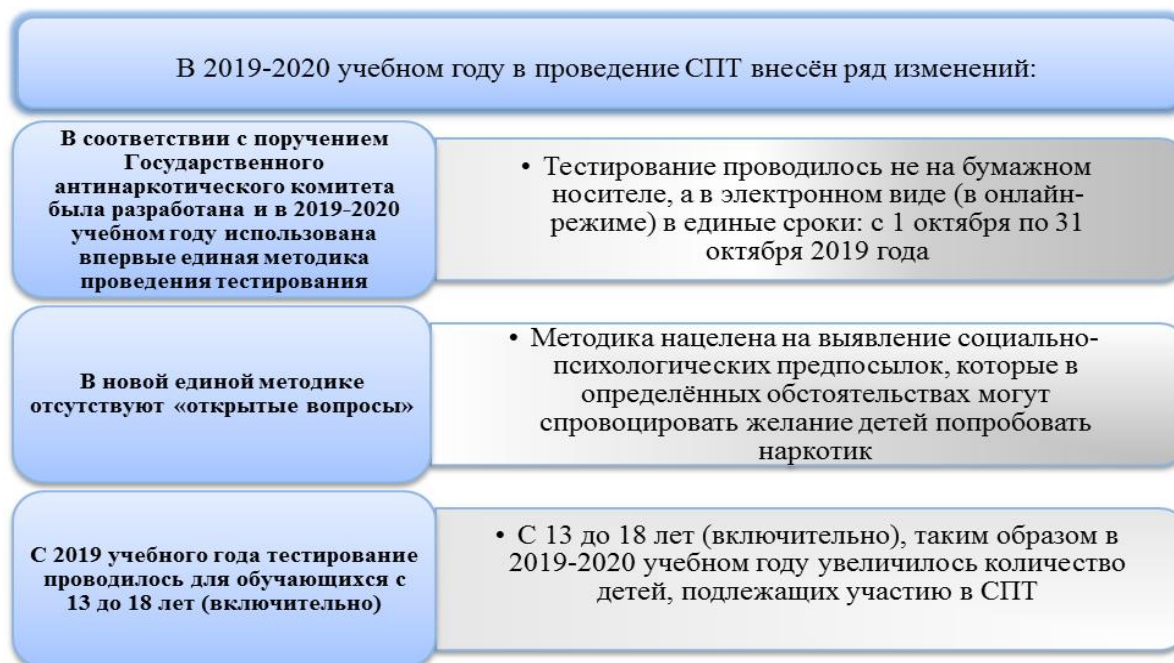 В 2019-2020 учебном году в проведение СПТ внесён ряд изменений:
В соответствии с поручением
Государственного
антинаркотического комитета
была разработана и в 2019-2020
учебном году использована
впервые единая методика
проведения тестирования
• Тестирование проводилось не на бумажном
носителе, а в электронном виде (в онлайн-
режиме) в единые сроки: с 1 октября по 31
октября 2019 года
В новой единой методике
отсутствуют «открытые вопросы»
• Методика нацелена на выявление социально-
психологических предпосылок, которые в
определённых обстоятельствах могут
спровоцировать желание детей попробовать
наркотик
С 2019 учебного года тестирование
проводилось для обучающихся с
13 до 18 лет (включительно)
• С 13 до 18 лет (включительно), таким образом в
2019-2020 учебном году увеличилось количество
детей, подлежащих участию в СПТ